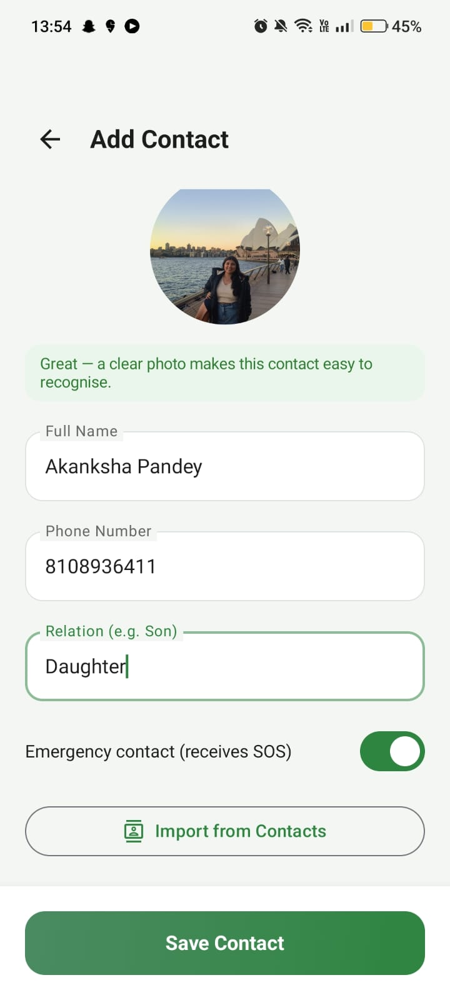 13:54
Vo
LTE
45%
Add Contact
Great — a clear photo makes this contact easy to
recognise.
Full Name
Akanksha Pandey
Phone Number
8108936411
Relation (e.g. Son)
Daughter
Emergency contact (receives SOS)
Import from Contacts
Save Contact